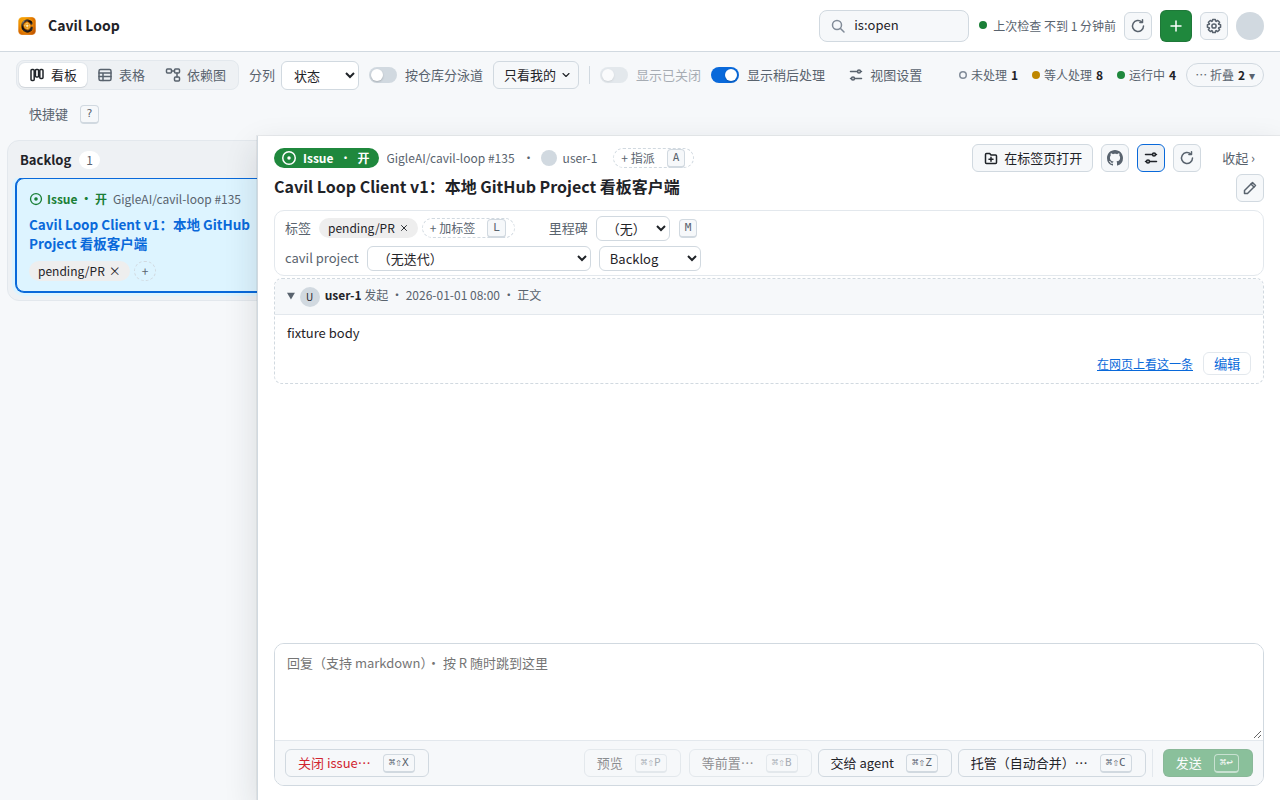 Cavil Loop
is:open
上次检查 不到 1 分钟前
看板 表格 依赖图 分列 状态 按仓库分泳道 只看我的 显示已关闭 显示稍后处理 视图设置 未处理 1 等人处理 8 运行中 4 ⋯ 折叠 2 ▾
快捷键 ?
Backlog 1
Issue · 开 GigleAI/cavil-loop #135
Cavil Loop Client v1：本地 GitHub
Project 看板客户端
pending/PR ✕ +
Issue · 开 GigleAI/cavil-loop #135 · user-1 + 指派 A 在标签页打开 收起 ›
Cavil Loop Client v1：本地 GitHub Project 看板客户端
标签 pending/PR ✕ + 加标签 L 里程碑 （无） M
cavil project （无迭代） Backlog
▼ U user-1 发起 · 2026-01-01 08:00 · 正文
fixture body
在网页上看这一条 编辑
回复（支持 markdown）· 按 R 随时跳到这里
关闭 issue⋯ ⌘⇧X 预览 ⌘⇧P 等前置⋯ ⌘⇧B 交给 agent ⌘⇧Z 托管（自动合并）⋯ ⌘⇧C 发送 ⌘↩